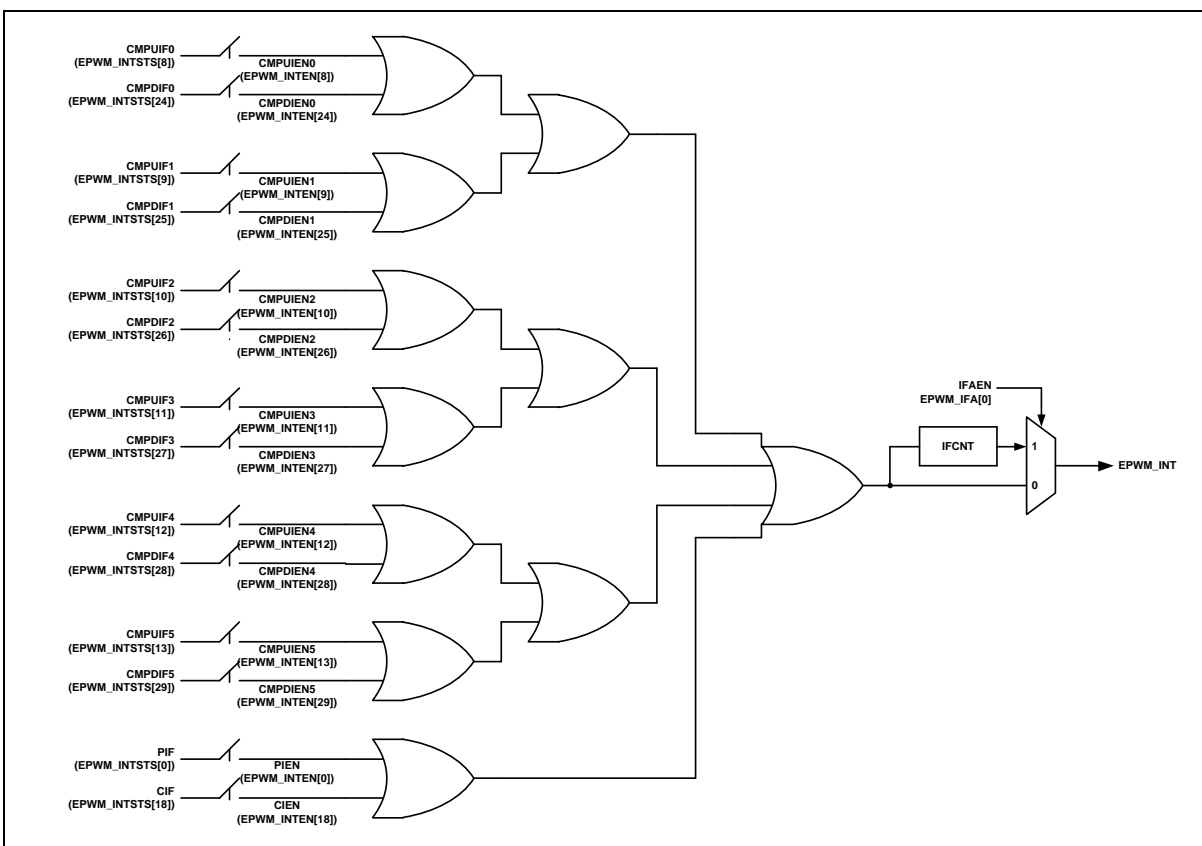 CMPUIF0
(EPWM_INTSTS[8])
CMPUIEN0
(EPWM_INTEN[8])
CMPDIF0
(EPWM_INTSTS[24])
CMPDIEN0
(EPWM_INTEN[24])
CMPUIF1
(EPWM_INTSTS[9])
CMPUIEN1
(EPWM_INTEN[9])
CMPDIF1
(EPWM_INTSTS[25])
CMPDIEN1
(EPWM_INTEN[25])
CMPUIF2
(EPWM_INTSTS[10])
CMPUIEN2
(EPWM_INTEN[10])
CMPDIF2
(EPWM_INTSTS[26])
CMPDIEN2
(EPWM_INTEN[26])
CMPUIF3
(EPWM_INTSTS[11])
CMPUIEN3
(EPWM_INTEN[11])
CMPDIF3
(EPWM_INTSTS[27])
CMPDIEN3
(EPWM_INTEN[27])
CMPUIF4
(EPWM_INTSTS[12])
CMPUIEN4
(EPWM_INTEN[12])
CMPDIF4
(EPWM_INTSTS[28])
CMPDIEN4
(EPWM_INTEN[28])
CMPUIF5
(EPWM_INTSTS[13])
CMPUIEN5
(EPWM_INTEN[13])
CMPDIF5
(EPWM_INTSTS[29])
CMPDIEN5
(EPWM_INTEN[29])
PIF
(EPWM_INTSTS[0])
PIEN
(EPWM_INTEN[0])
CIF
(EPWM_INTSTS[18])
CIEN
(EPWM_INTEN[18])
IFAEN
EPWM_IFA[0]
IFCNT
1
0
EPWM_INT